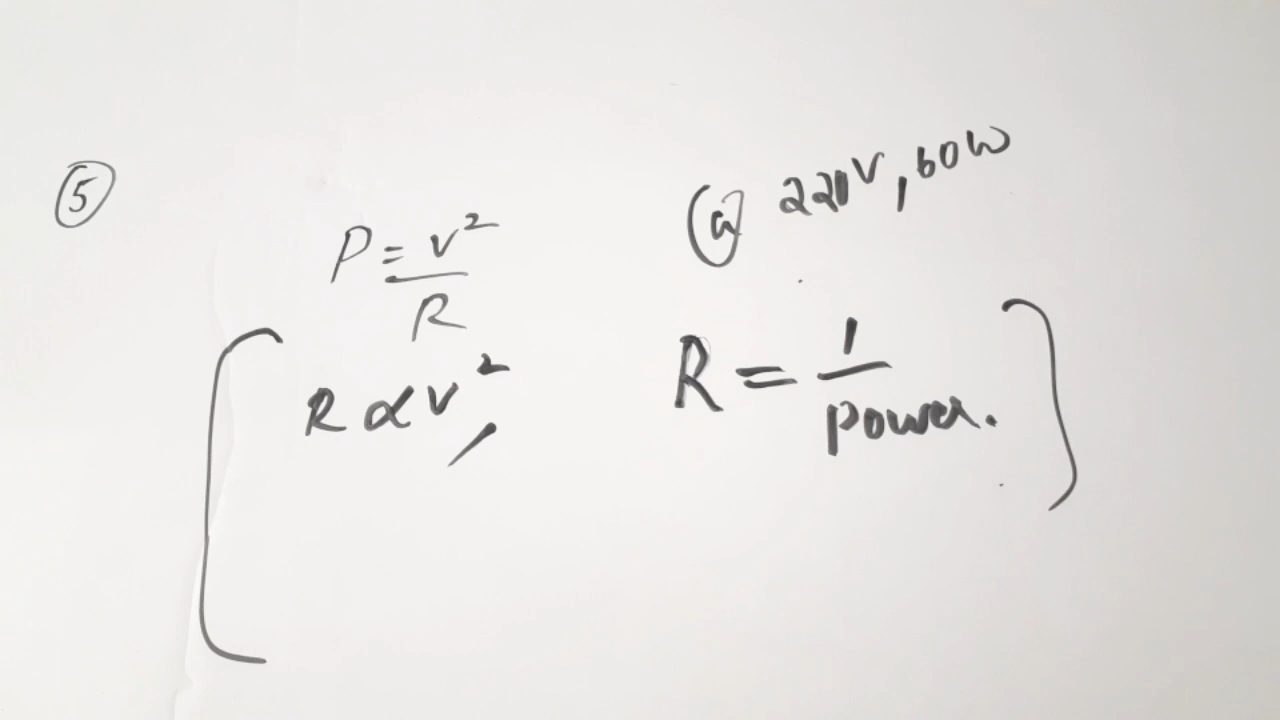 5
(a) 220V, 60W
P = V²
R
R ∝ V²,
R = 1
power.